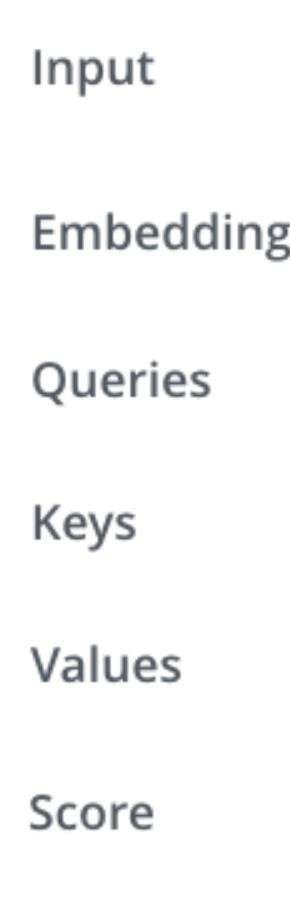 Input
Embedding
Queries
Keys
Values
Score